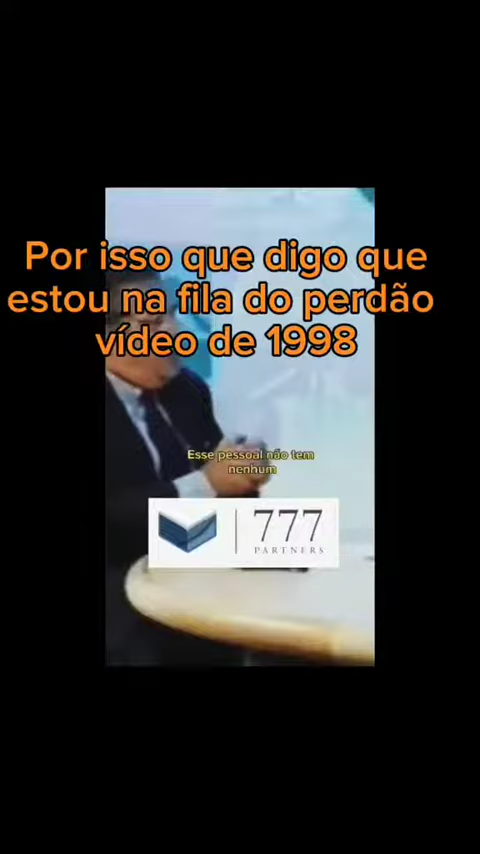 Por isso que digo que
estou na fila do perdão
vídeo de 1998
Esse pessoal não tem
nenhum
777
PARTNERS